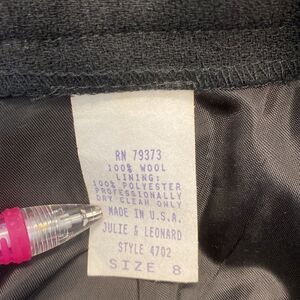 RN 79373
100% WOOL
LINING:
100% POLYESTER
PROFESSIONALLY
DRY CLEAN ONLY
MADE IN U.S.A.
JULIE & LEONARD
STYLE 4702
SIZE 8